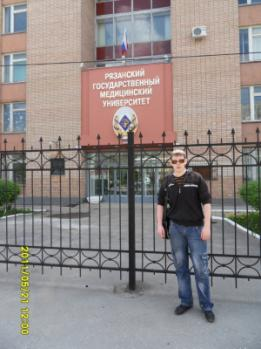 РЯЗАНСКИЙ
ГОСУДАРСТВЕННЫЙ
МЕДИЦИНСКИЙ
УНИВЕРСИТЕТ
2011/05/21 12:00